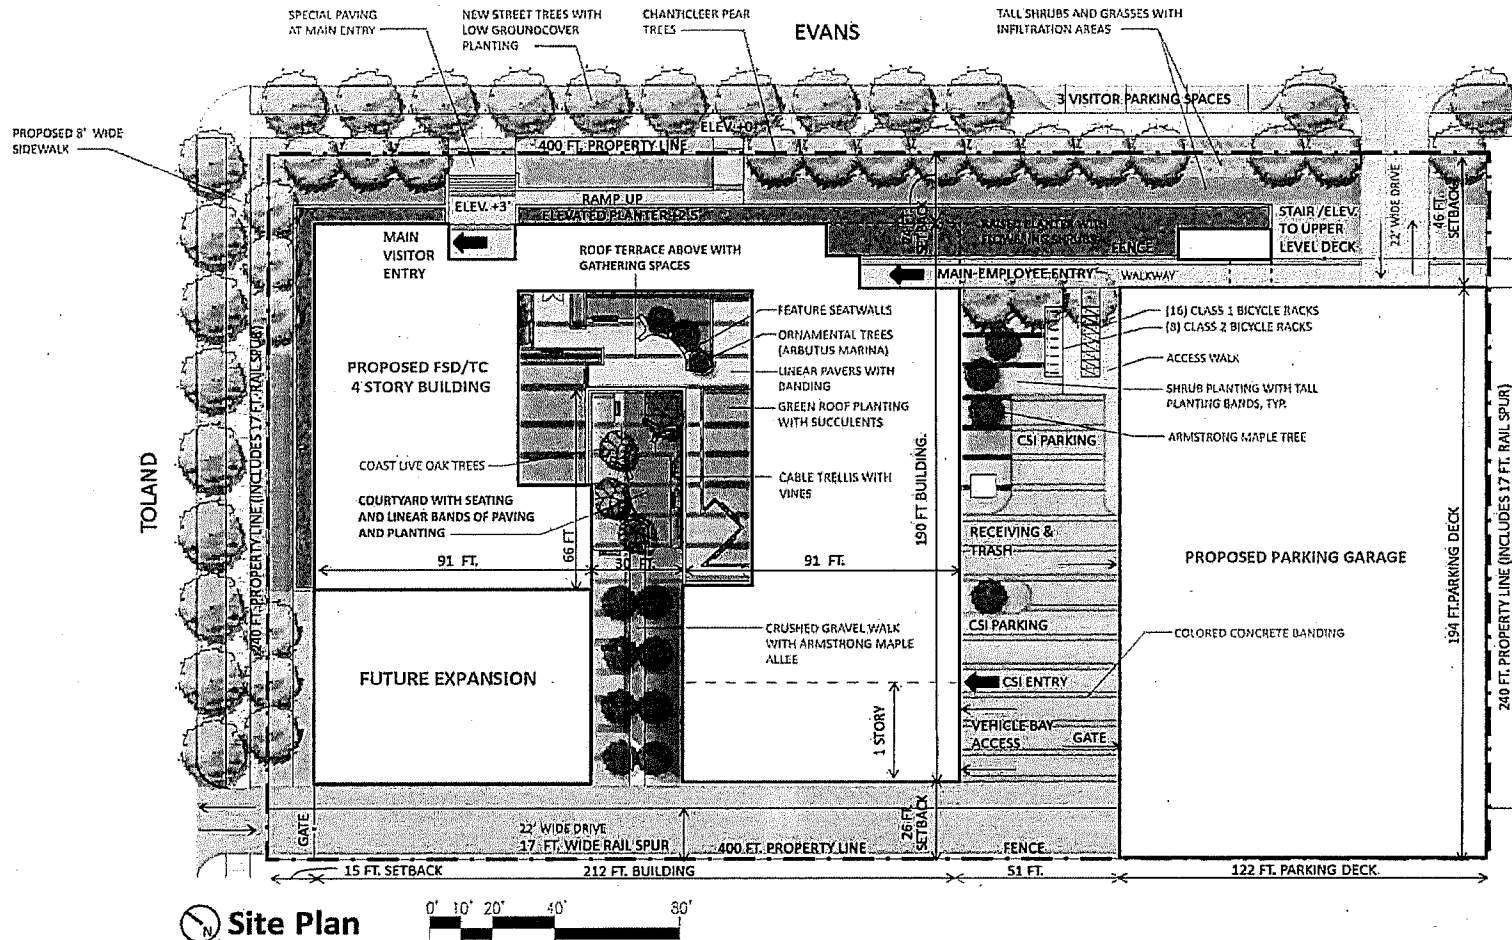 SPECIAL PAVING
AT MAIN ENTRY
NEW STREET TREES WITH
LOW GROUNDCOVER
PLANTING
CHANTICLEER PEAR
TREES
EVANS
TALL SHRUBS AND GRASSES WITH
INFILTRATION AREAS
3 VISITOR PARKING SPACES
PROPOSED 8' WIDE
SIDEWALK
ELEV.+0
400 FT. PROPERTY LINE
RAMP UP
ELEV. +3'
ELEVATED PLANTER +2.5'
SETBACK
RAISED PLANTER WITH
FLOWERING SHRUBS
FENCE
STAIR/ELEV.
TO UPPER
LEVEL DECK
22' WIDE DRIVE
46 FT.
SETBACK
MAIN
VISITOR
ENTRY
ROOF TERRACE ABOVE WITH
GATHERING SPACES
MAIN EMPLOYEE ENTRY
WALKWAY
FEATURE SEATWALLS
(16) CLASS 1 BICYCLE RACKS
(8) CLASS 2 BICYCLE RACKS
ORNAMENTAL TREES
(ARBUTUS MARINA)
PROPOSED FSD/TC
4 STORY BUILDING
ACCESS WALK
LINEAR PAVERS WITH
BANDING
SHRUB PLANTING WITH TALL
PLANTING BANDS, TYP.
GREEN ROOF PLANTING
WITH SUCCULENTS
CSI PARKING
ARMSTRONG MAPLE TREE
TOLAND
240 FT. PROPERTY LINE (INCLUDES 17 FT. RAIL SPUR)
COAST LIVE OAK TREES
CABLE TRELLIS WITH
VINES
190 FT BUILDING.
COURTYARD WITH SEATING
AND LINEAR BANDS OF PAVING
AND PLANTING
RECEIVING &
TRASH
PROPOSED PARKING GARAGE
91 FT.
66 FT
30 FT.
91 FT.
194 FT.PARKING DECK
240 FT. PROPERTY LINE (INCLUDES 17 FT. RAIL SPUR)
CSI PARKING
CRUSHED GRAVEL WALK
WITH ARMSTRONG MAPLE
ALLEE
COLORED CONCRETE BANDING
FUTURE EXPANSION
CSI ENTRY
1 STORY
VEHICLE BAY
ACCESS
GATE
GATE
22' WIDE DRIVE
17 FT. WIDE RAIL SPUR
400 FT. PROPERTY LINE
26 FT.
SETBACK
FENCE
15 FT. SETBACK
212 FT. BUILDING
51 FT.
122 FT. PARKING DECK
N
Site Plan
0' 10' 20' 40' 80'